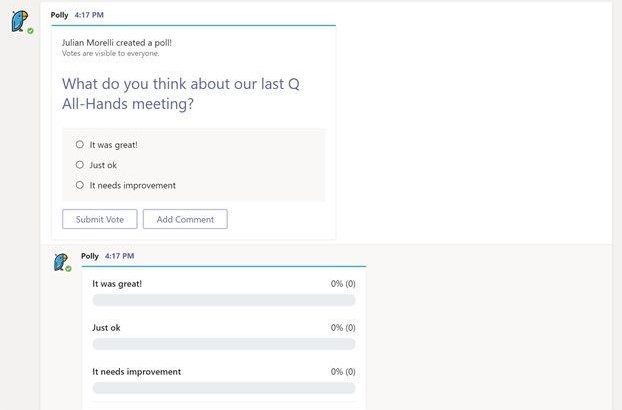 Polly 4:17 PM
Julian Morelli created a poll!
Votes are visible to everyone.
What do you think about our last Q
All-Hands meeting?
It was great!
Just ok
It needs improvement
Submit Vote Add Comment
Polly 4:17 PM
It was great! 0% (0)
Just ok 0% (0)
It needs improvement 0% (0)